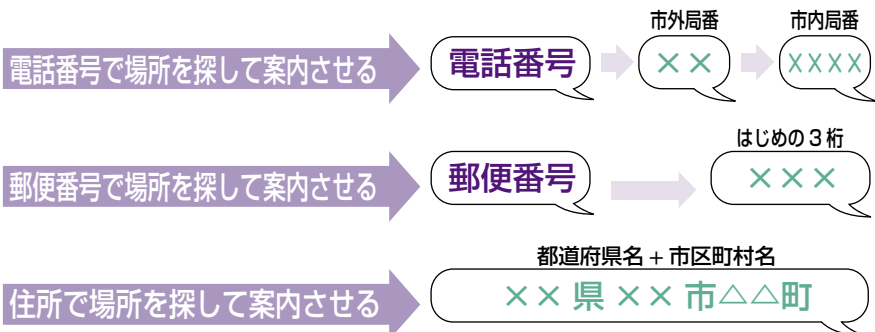 市外局番 市内局番
電話番号で場所を探して案内させる 電話番号 ×× ××××
はじめの3桁
郵便番号で場所を探して案内させる 郵便番号 ×××
都道府県名+市区町村名
住所で場所を探して案内させる ××県××市△△町